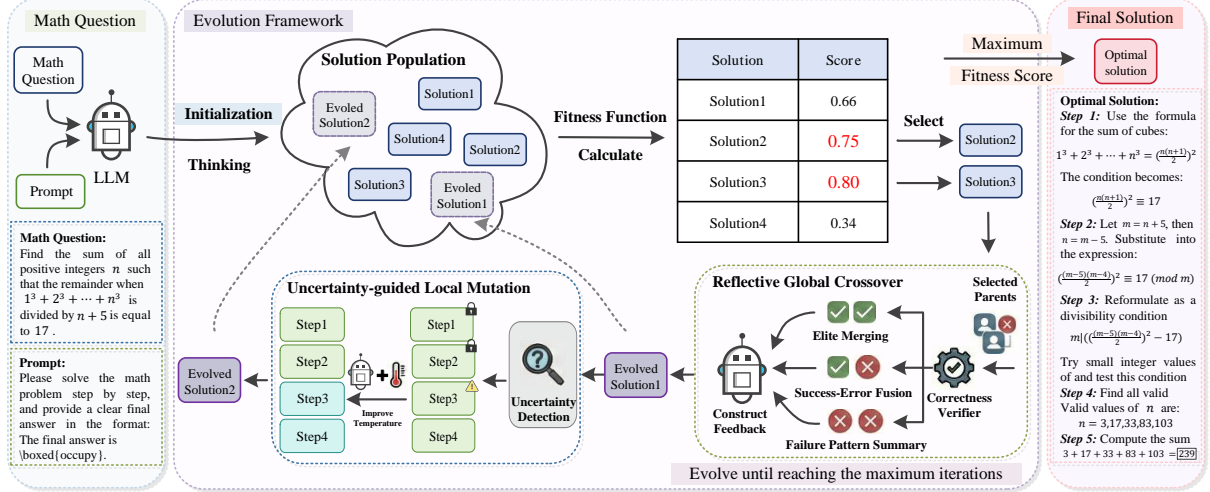 Math Question
Math
Question
Prompt
LLM
Math Question:
Find the sum of all
positive integers n such
that the remainder when
1³ + 2³ + ⋯ + n³ is
divided by n + 5 is equal
to 17 .
Prompt:
Please solve the math
problem step by step,
and provide a clear final
answer in the format:
The final answer is
\boxed{occupy}.
Evolution Framework
Initialization
Thinking
Solution Population
Evoled
Solution2
Solution1
Solution4
Solution2
Solution3
Evoled
Solution1
Fitness Function
Calculate
Solution Score
Solution1 0.66
Solution2 0.75
Solution3 0.80
Solution4 0.34
Select
Solution2
Solution3
Maximum
Fitness Score
Reflective Global Crossover
Selected
Parents
Elite Merging
Success-Error Fusion
Failure Pattern Summary
Correctness
Verifier
Construct
Feedback
Evolved
Solution1
Uncertainty-guided Local Mutation
Step1
Step2
Step3
Step4
Improve
Temperature
Step1
Step2
Step3
Step4
Uncertainty
Detection
Evolved
Solution2
Evolve until reaching the maximum iterations
Final Solution
Optimal
solution
Optimal Solution:
Step 1: Use the formula
for the sum of cubes:
1³ + 2³ + ⋯ + n³ = (n(n+1)/2)²
The condition becomes:
(n(n+1)/2)² ≡ 17
Step 2: Let m = n + 5, then
n = m − 5. Substitute into
the expression:
((m−5)(m−4)/2)² ≡ 17 (mod m)
Step 3: Reformulate as a
divisibility condition
m|(((m−5)(m−4)/2)² − 17)
Try small integer values
of and test this condition
Step 4: Find all valid
Valid values of n are:
n = 3,17,33,83,103
Step 5: Compute the sum
3 + 17 + 33 + 83 + 103 = 239